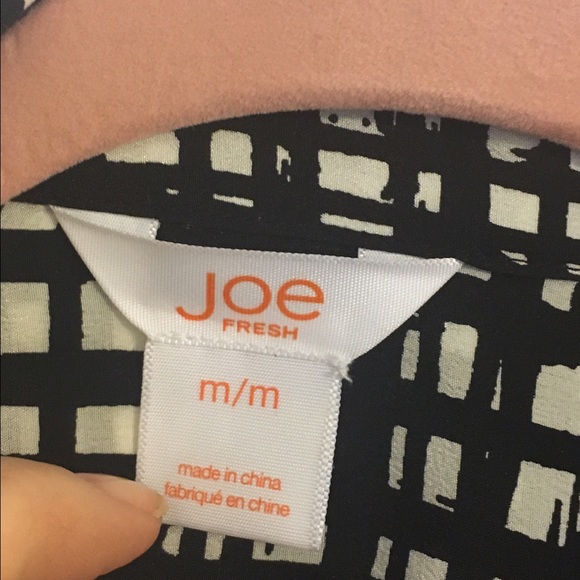 Joe
FRESH
m/m
made in china
fabriqué en chine